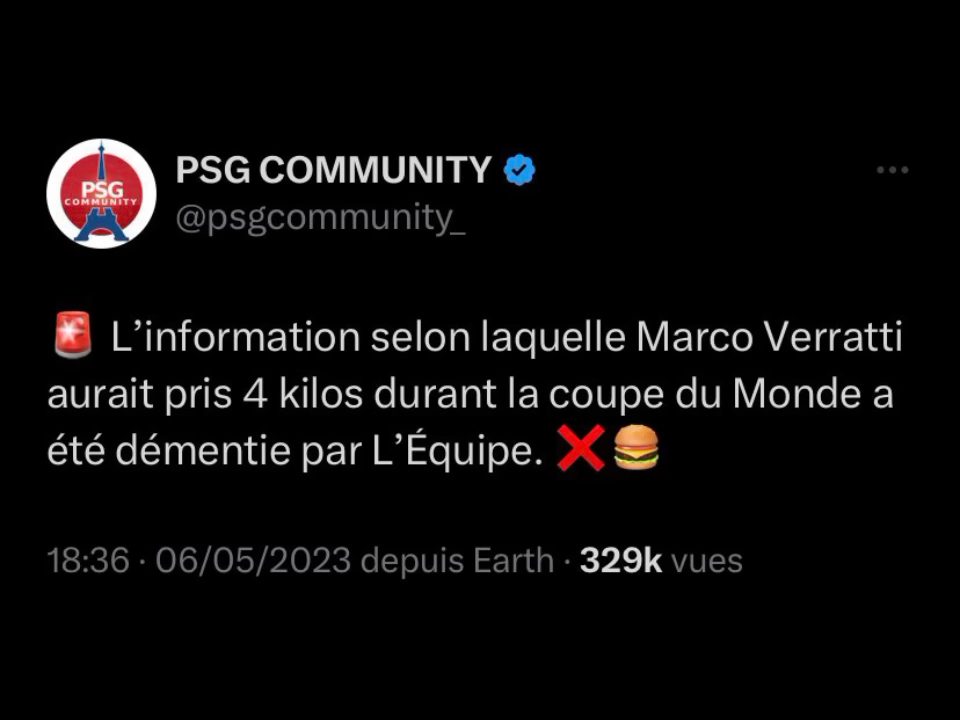 PSG COMMUNITY
PSG COMMUNITY
@psgcommunity_
🚨 L’information selon laquelle Marco Verratti
aurait pris 4 kilos durant la coupe du Monde a
été démentie par L’Équipe. ❌🍔
18:36 · 06/05/2023 depuis Earth · 329k vues